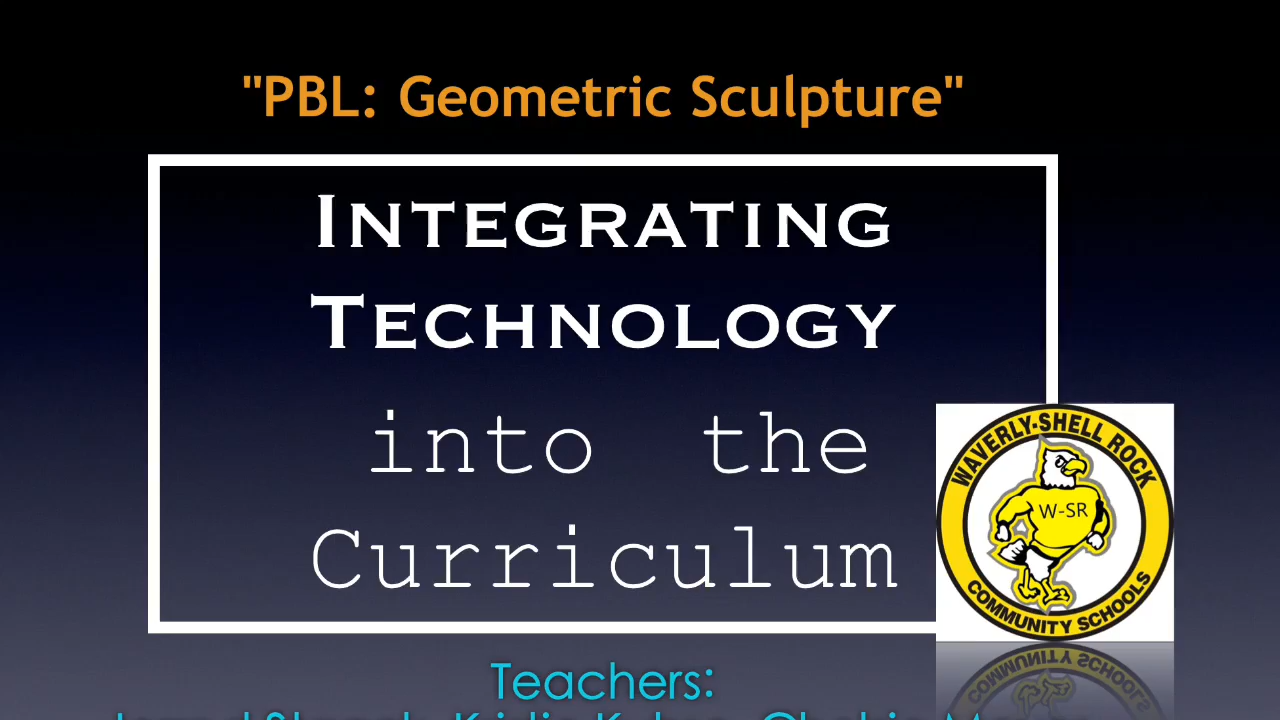 "PBL: Geometric Sculpture"
INTEGRATING
TECHNOLOGY
into the
Curriculum
WAVERLY-SHELL ROCK
W-SR
COMMUNITY SCHOOLS
Teachers: